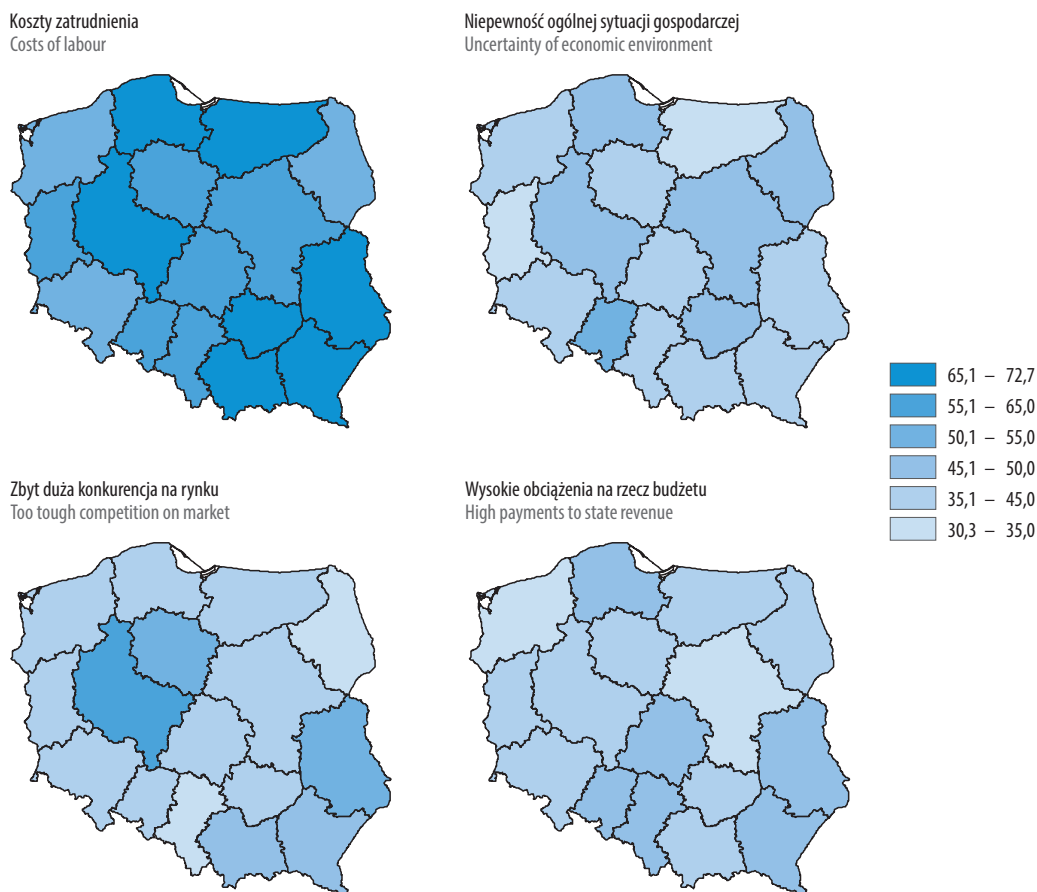 Koszty zatrudnienia
Costs of labour
Niepewność ogólnej sytuacji gospodarczej
Uncertainty of economic environment
65,1 – 72,7
55,1 – 65,0
50,1 – 55,0
45,1 – 50,0
35,1 – 45,0
30,3 – 35,0
Zbyt duża konkurencja na rynku
Too tough competition on market
Wysokie obciążenia na rzecz budżetu
High payments to state revenue